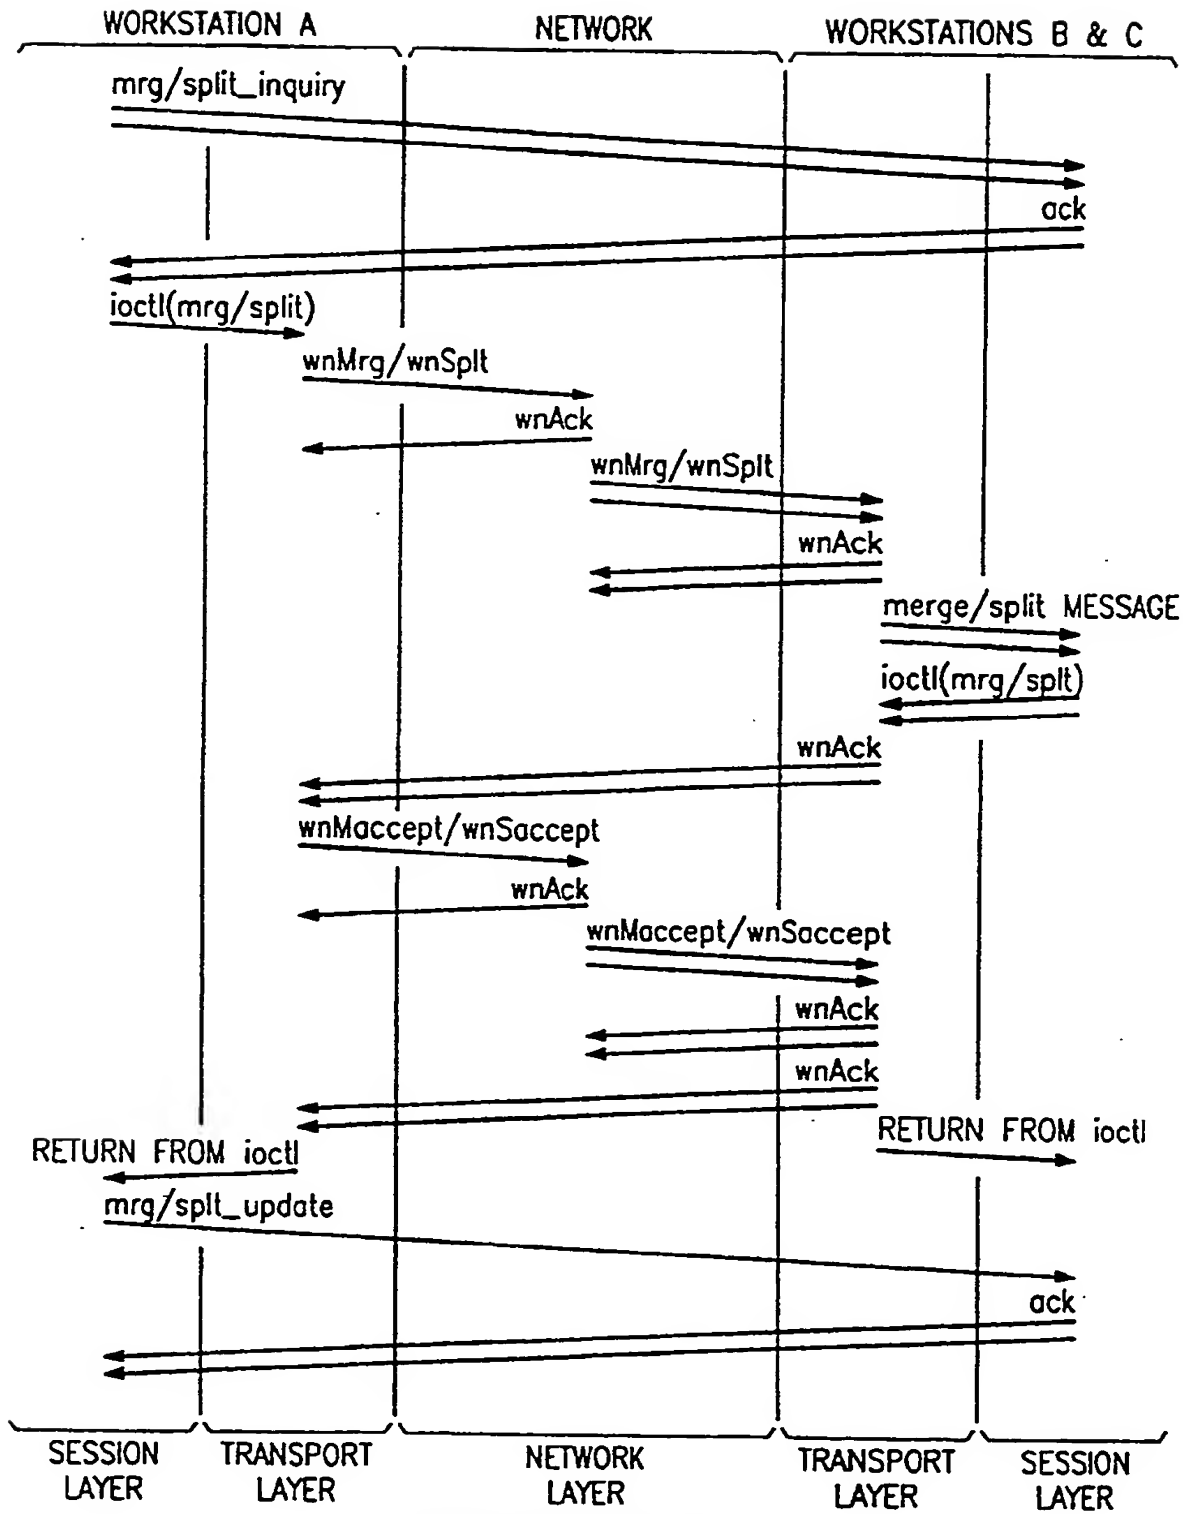 WORKSTATION A
NETWORK
WORKSTATIONS B & C
mrg/split_inquiry
ack
ioctl(mrg/split)
wnMrg/wnSplt
wnAck
wnMrg/wnSplt
wnAck
merge/split MESSAGE
ioctl(mrg/splt)
wnAck
wnMaccept/wnSaccept
wnAck
wnMaccept/wnSaccept
wnAck
wnAck
RETURN FROM ioctl
RETURN FROM ioctl
mrg/splt_update
ack
SESSION LAYER
TRANSPORT LAYER
NETWORK LAYER
TRANSPORT LAYER
SESSION LAYER